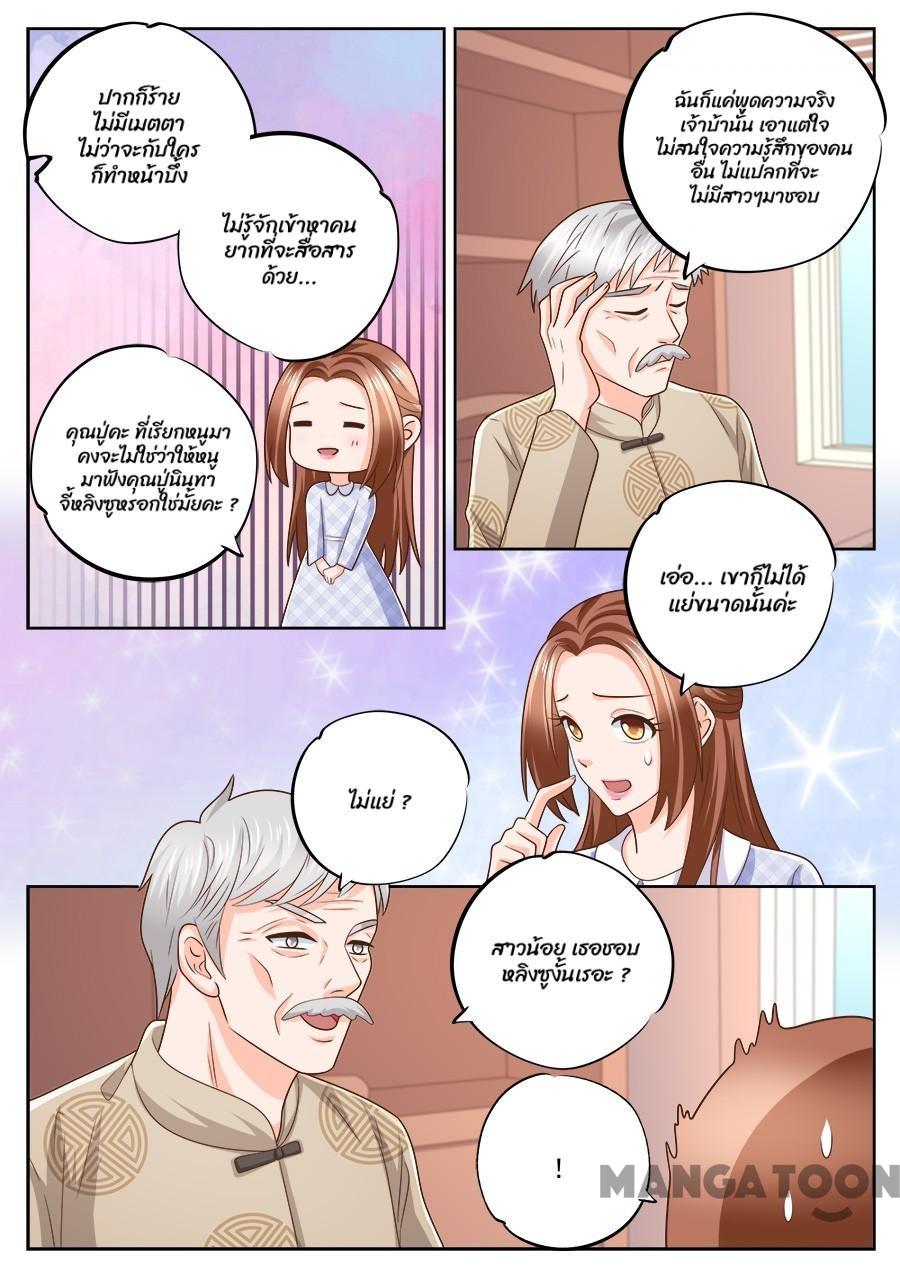 ปากก็ร้าย
ไม่มีเมตตา
ไม่ว่าจะกับใคร
ก็ทำหน้าบึ้ง
ไม่รู้จักเข้าหาคน
ยากที่จะสื่อสาร
ด้วย...
คุณปู่คะ ที่เรียกหนูมา
คงจะไม่ใช่ว่าให้หนู
มาฟังคุณปู่นินทา
จี้หลิงซูหรอกใช่มั้ยคะ ?
ฉันก็แค่พูดความจริง
เจ้าบ้านั่น เอาแต่ใจ
ไม่สนใจความรู้สึกของคน
อื่น ไม่แปลกที่จะ
ไม่มีสาวๆมาชอบ
เอ่อ... เขาก็ไม่ได้
แย่ขนาดนั้นค่ะ
ไม่แย่ ?
สาวน้อย เธอชอบ
หลิงซูงั้นเรอะ ?
!
MANGATOON